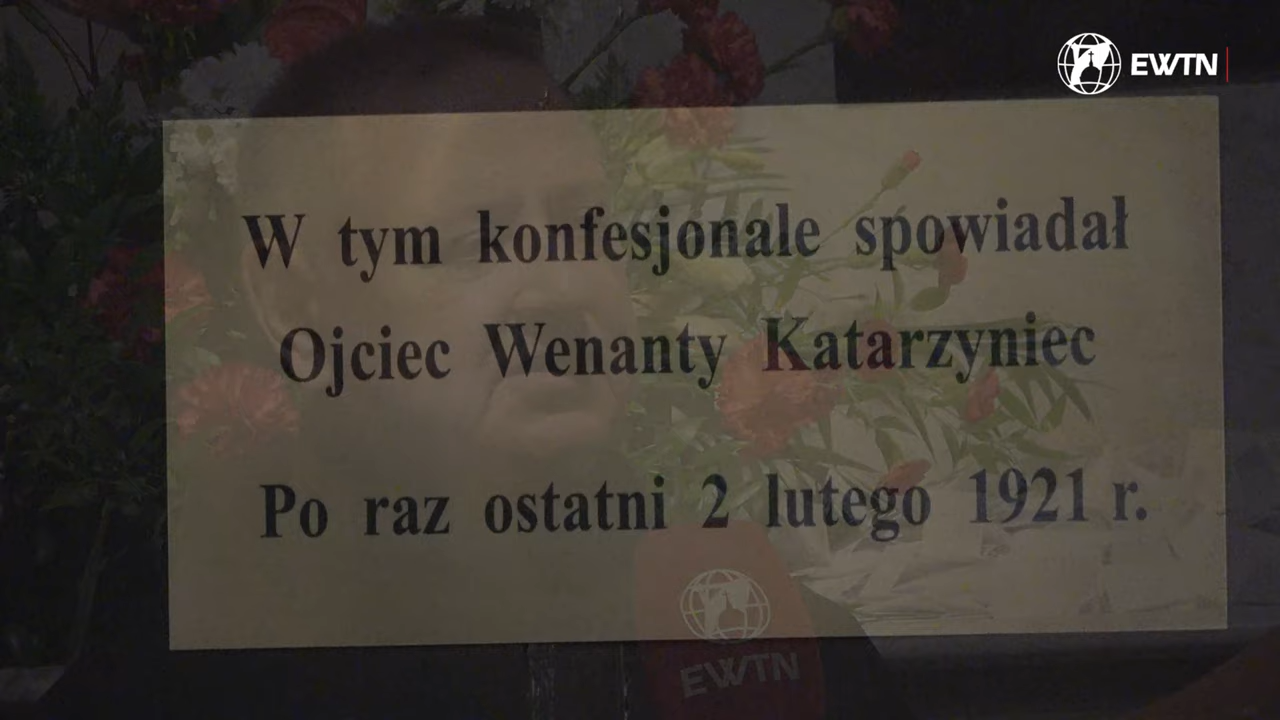 EWTN
W tym konfesjonale spowiadał
Ojciec Wenanty Katarzyniec
Po raz ostatni 2 lutego 1921 r.
EWTN